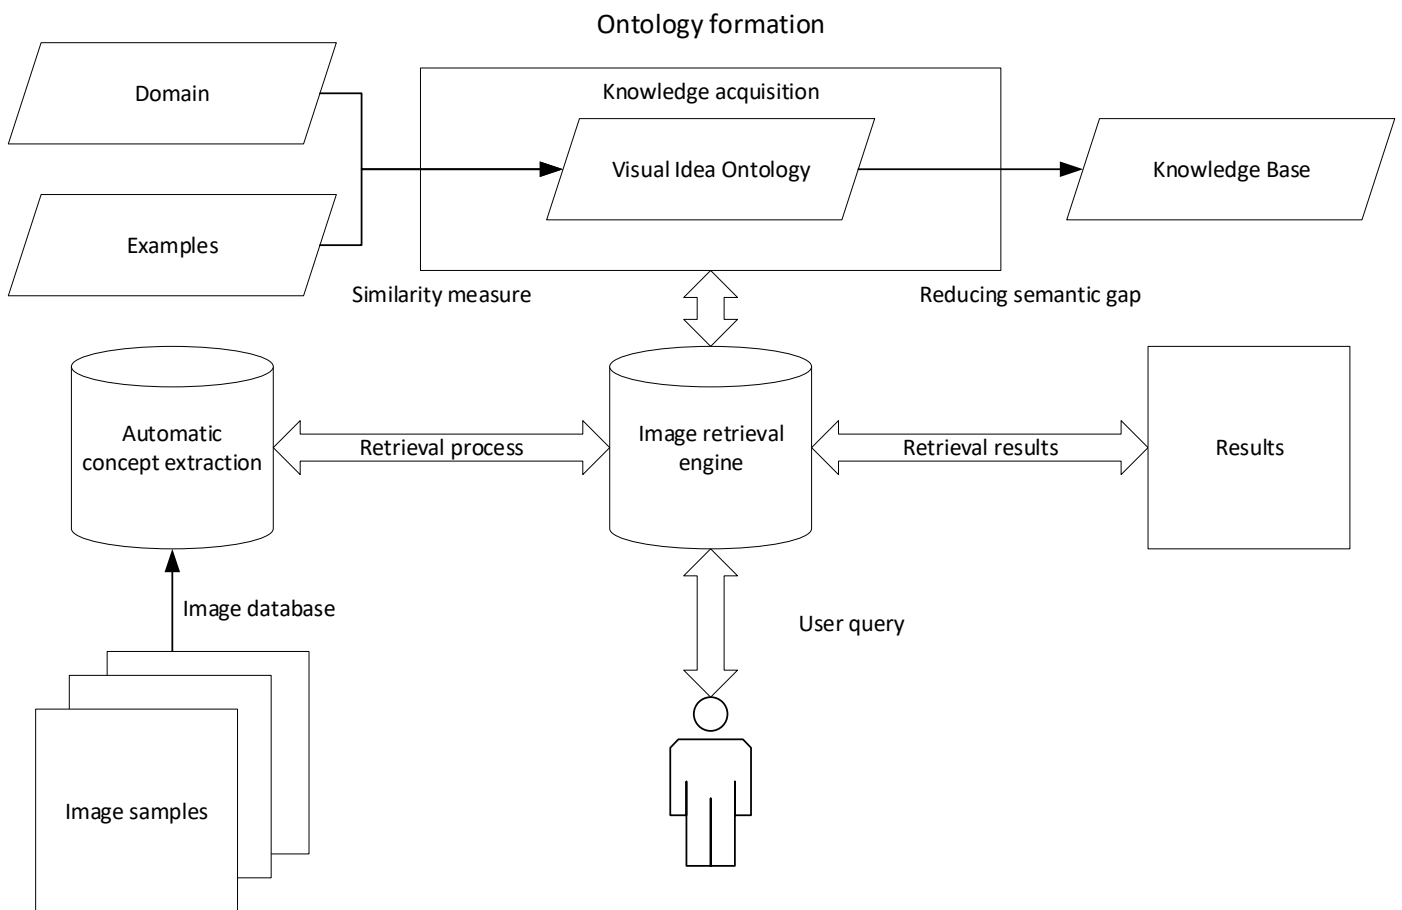 Ontology formation
Domain
Knowledge acquisition
Visual Idea Ontology
Knowledge Base
Examples
Similarity measure
Reducing semantic gap
Automatic
concept extraction
Retrieval process
Image retrieval
engine
Retrieval results
Results
Image database
User query
Image samples